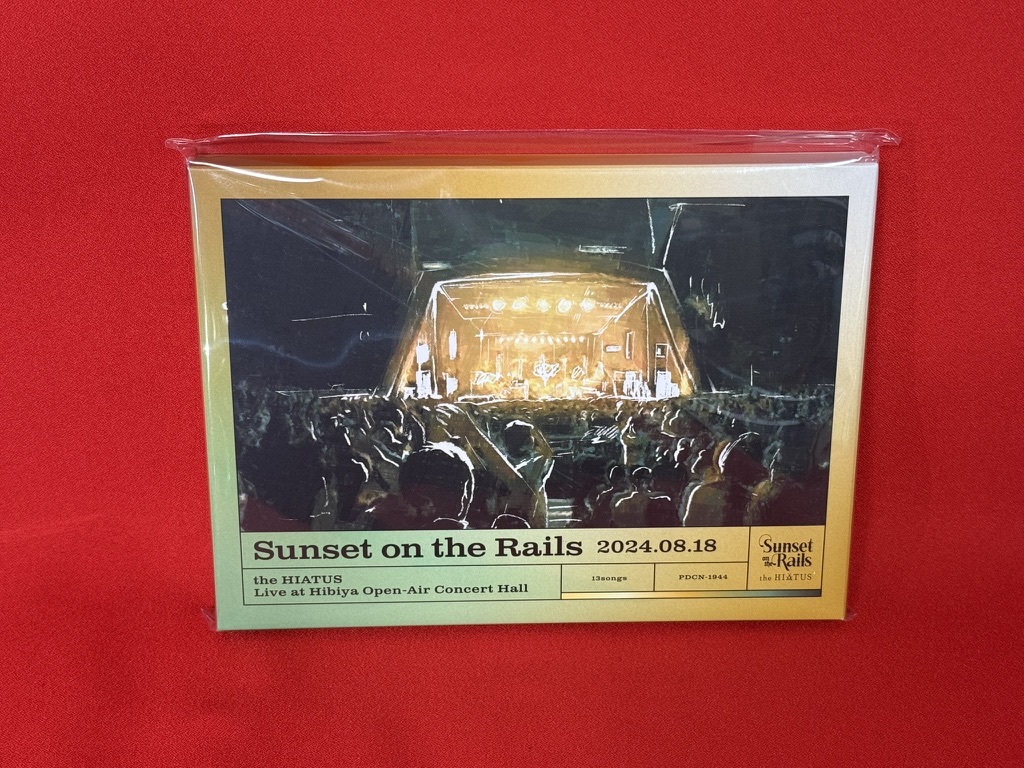 Sunset on the Rails 2024.08.18
the HIATUS
Live at Hibiya Open-Air Concert Hall
13songs
PDCN-1944
Sunset
on the Rails
the HIATUS